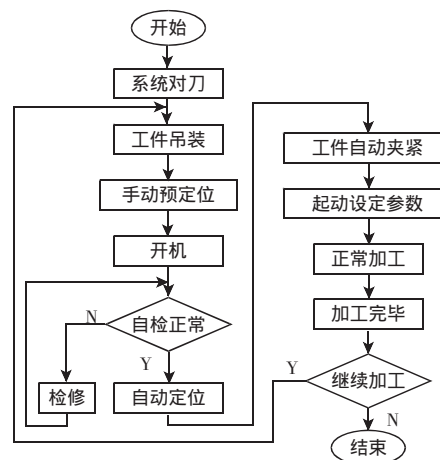 开始
系统对刀
工件吊装
手动预定位
开机
自检正常
N
Y
检修
自动定位
工件自动夹紧
起动设定参数
正常加工
加工完毕
继续加工
Y
N
结束